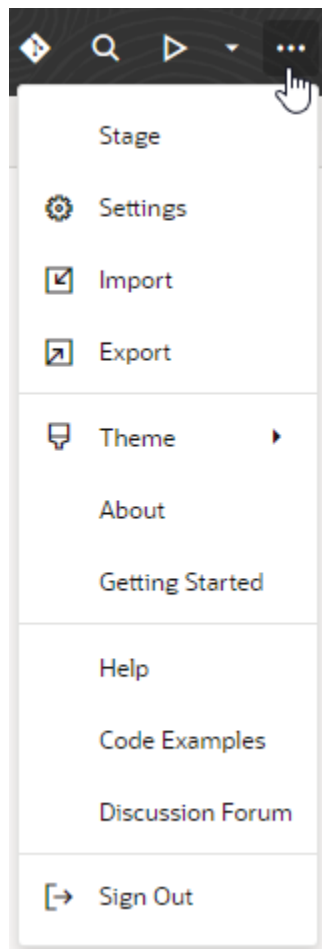 Stage
Settings
Import
Export
Theme
About
Getting Started
Help
Code Examples
Discussion Forum
Sign Out